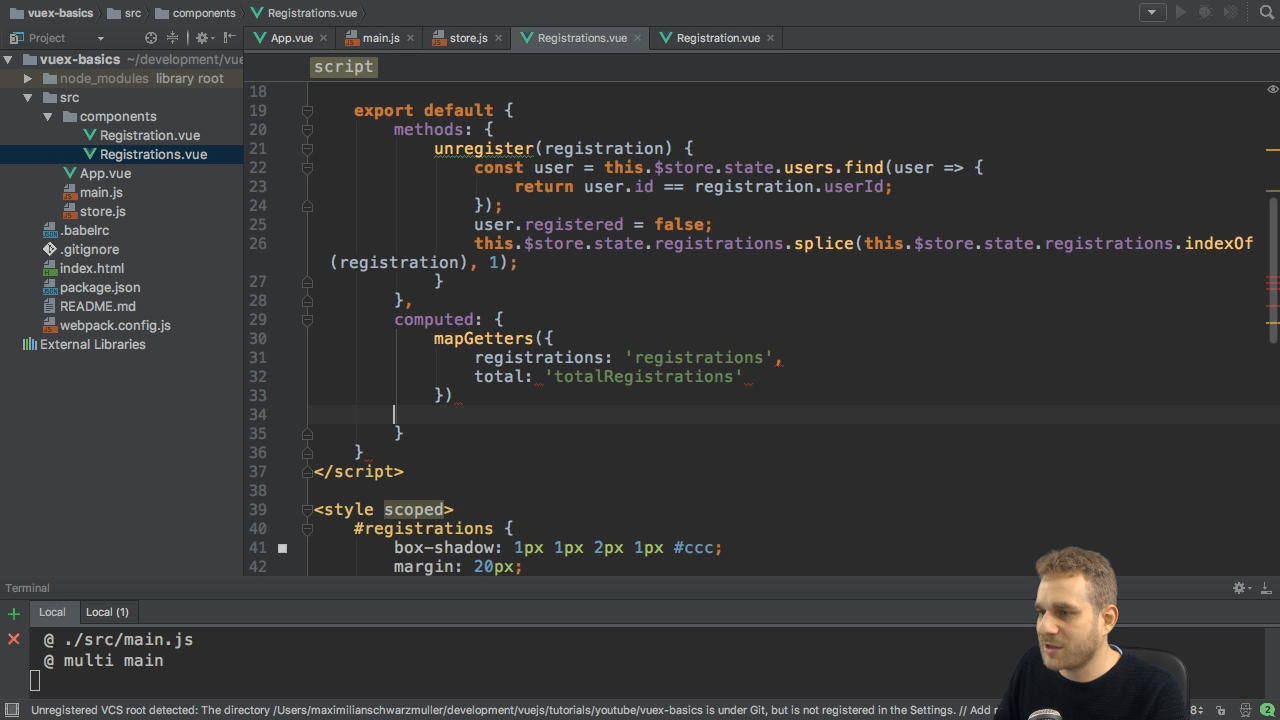 vuex-basics src components Registrations.vue
Project App.vue main.js store.js Registrations.vue Registration.vue
vuex-basics ~/development/vue
script
node_modules library root
src
components
Registration.vue
Registrations.vue
App.vue
main.js
store.js
.babelrc
.gitignore
index.html
package.json
README.md
webpack.config.js
External Libraries
18
19 export default {
20 methods: {
21 unregister(registration) {
22 const user = this.$store.state.users.find(user => {
23 return user.id == registration.userId;
24 });
25 user.registered = false;
26 this.$store.state.registrations.splice(this.$store.state.registrations.indexOf
(registration), 1);
27 }
28 },
29 computed: {
30 mapGetters({
31 registrations: 'registrations',
32 total: 'totalRegistrations'
33 })
34
35 }
36 }
37 </script>
38
39 <style scoped>
40 #registrations {
41 box-shadow: 1px 1px 2px 1px #ccc;
42 margin: 20px;
Terminal
Local Local (1)
@ ./src/main.js
@ multi main
Unregistered VCS root detected: The directory /Users/maximilianschwarzmuller/development/vuejs/tutorials/youtube/vuex-basics is under Git, but is not registered in the Settings. // Add